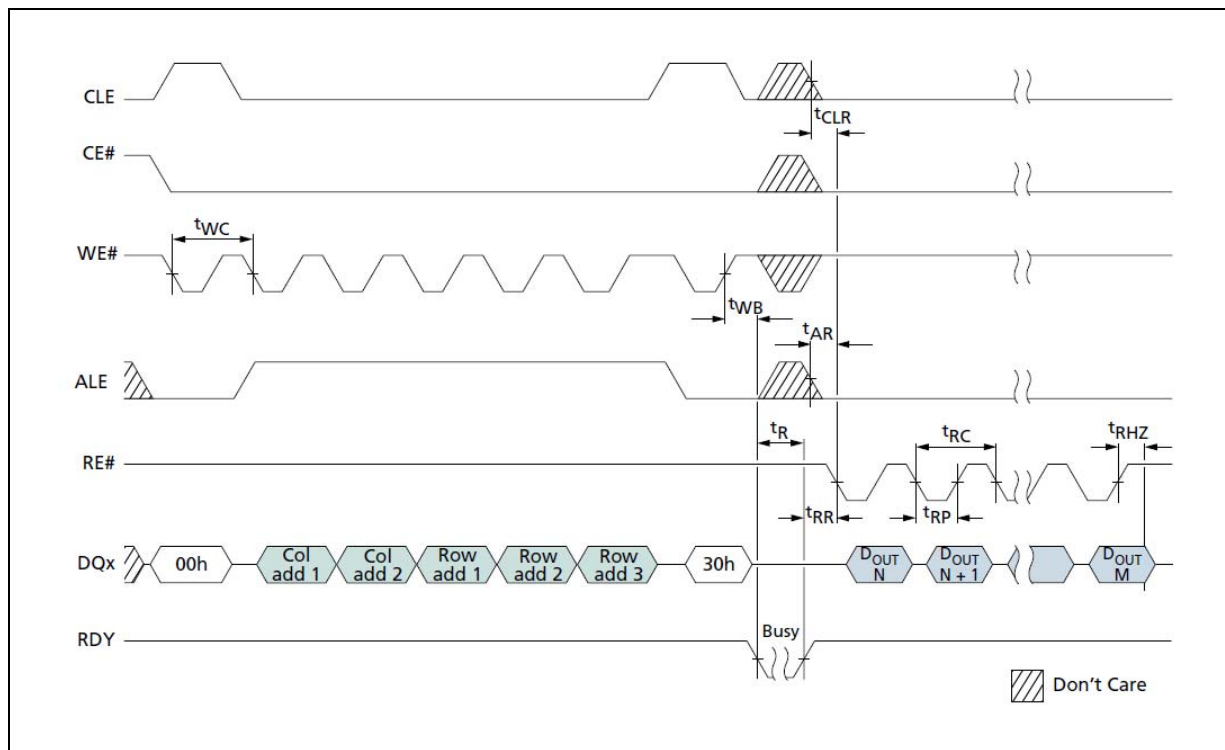 CLE
tCLR
CE#
tWC
WE#
tWB
tAR
ALE
tR
tRC
tRHZ
RE#
tRR
tRP
DQx
00h
Col
add 1
Col
add 2
Row
add 1
Row
add 2
Row
add 3
30h
DOUT
N
DOUT
N + 1
DOUT
M
RDY
Busy
Don't Care